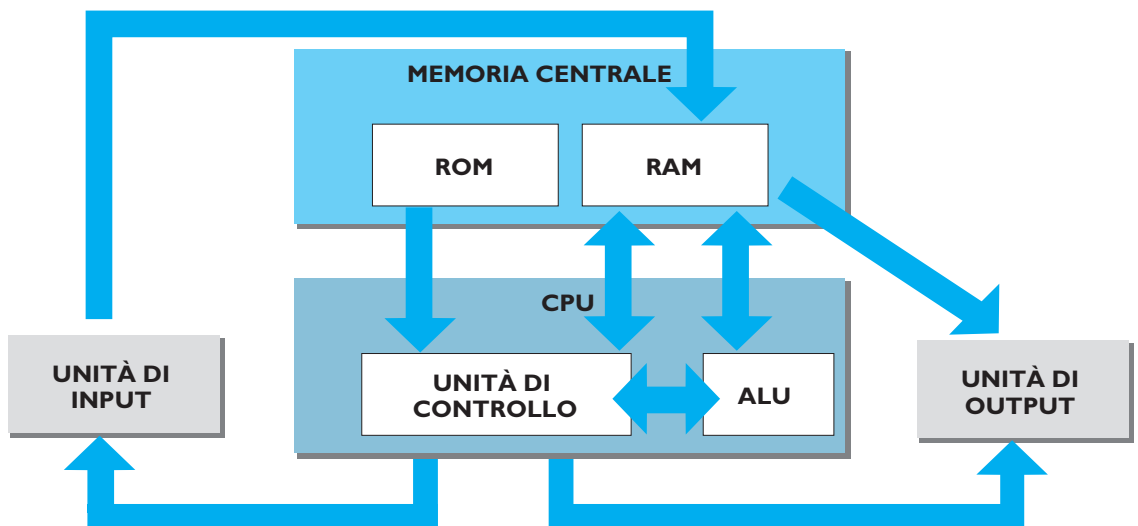 MEMORIA CENTRALE
ROM
RAM
CPU
UNITÀ DI
INPUT
UNITÀ DI
CONTROLLO
ALU
UNITÀ DI
OUTPUT